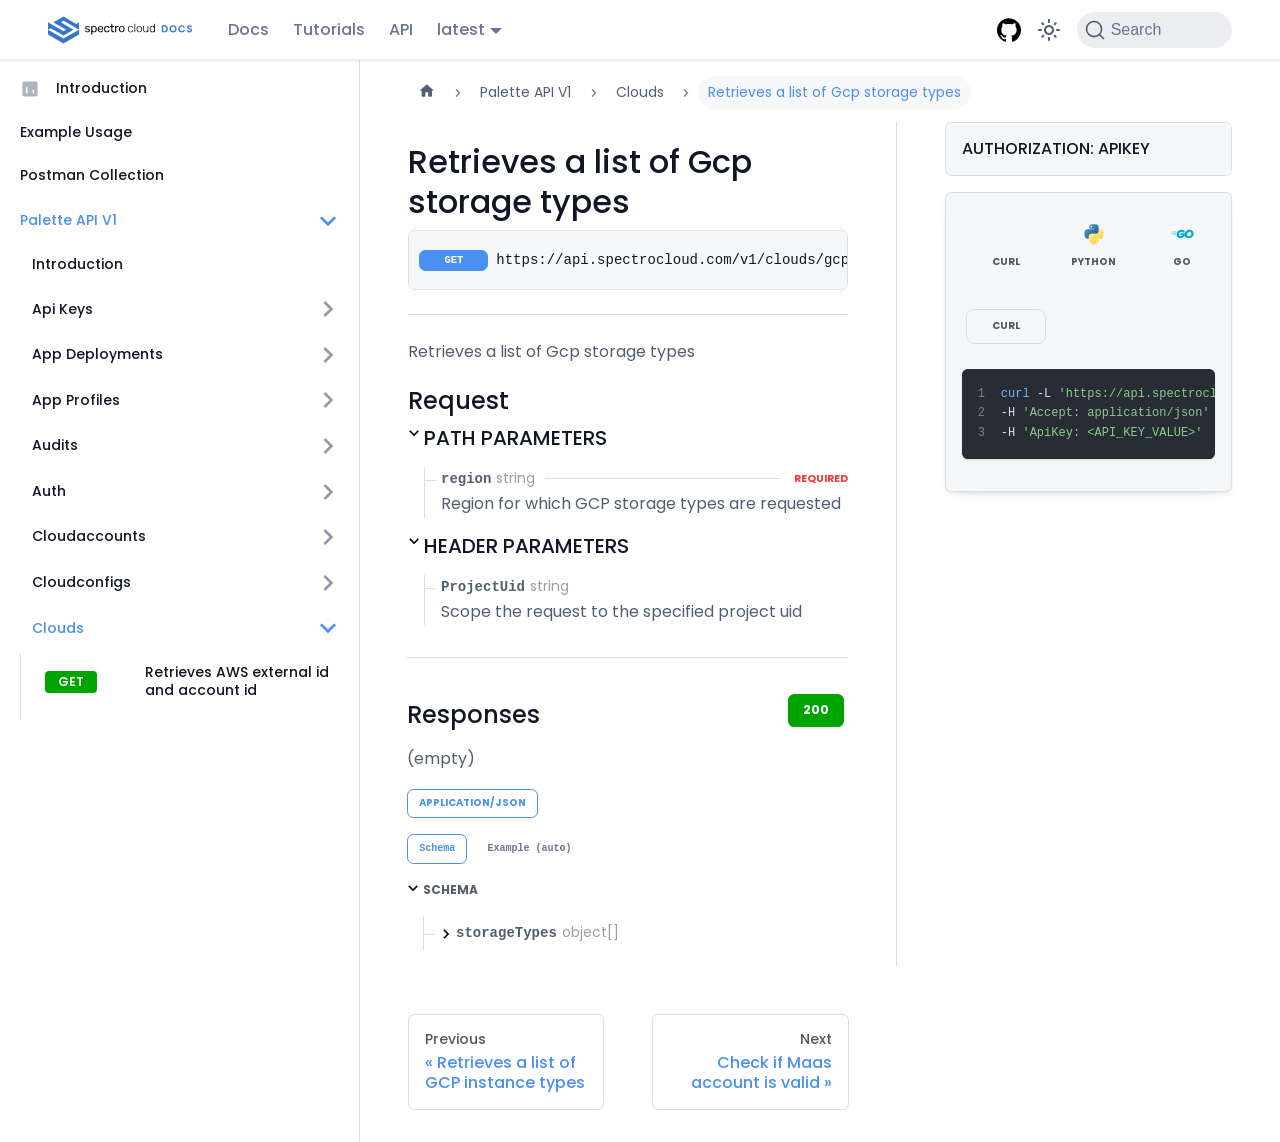 spectro cloud DOCS
Docs
Tutorials
API
latest
Search
Introduction
Example Usage
Postman Collection
Palette API V1
Introduction
Api Keys
App Deployments
App Profiles
Audits
Auth
Cloudaccounts
Cloudconfigs
Clouds
GET Retrieves AWS external id
and account id
Palette API V1
Clouds
Retrieves a list of Gcp storage types
Retrieves a list of Gcp
storage types
GET https://api.spectrocloud.com/v1/clouds/gcp
Retrieves a list of Gcp storage types
Request
PATH PARAMETERS
region string REQUIRED
Region for which GCP storage types are requested
HEADER PARAMETERS
ProjectUid string
Scope the request to the specified project uid
Responses
200
(empty)
APPLICATION/JSON
Schema Example (auto)
SCHEMA
storageTypes object[]
Previous
« Retrieves a list of
GCP instance types
Next
Check if Maas
account is valid »
AUTHORIZATION: APIKEY
GO
CURL PYTHON GO
CURL
1 curl -L 'https://api.spectrocl
2 -H 'Accept: application/json'
3 -H 'ApiKey: <API_KEY_VALUE>'